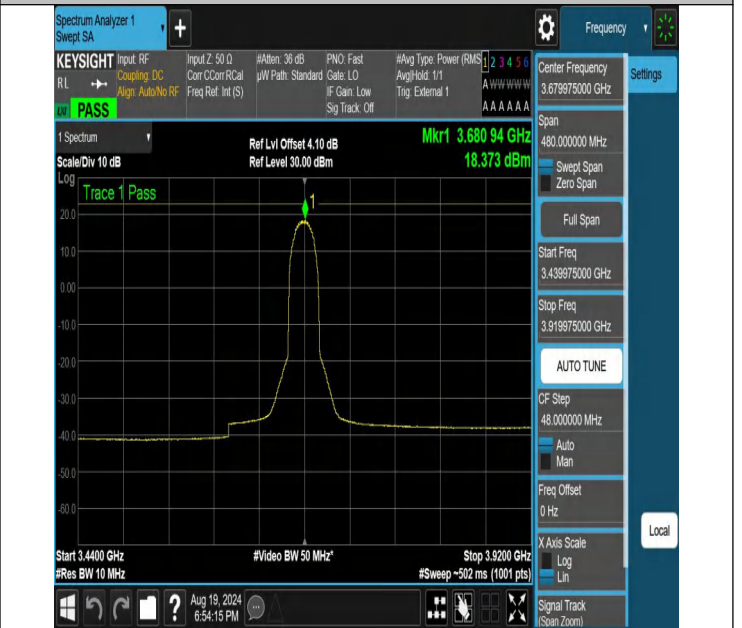 Spectrum Analyzer 1
Swept SA
+
Frequency
KEYSIGHT
RL
LXI
PASS
Input: RF
Coupling: DC
Align: Auto/No RF
Input Z: 50 Ω
Corr CCorr RCal
Freq Ref: Int (S)
#Atten: 36 dB
µW Path: Standard
PNO: Fast
Gate: LO
IF Gain: Low
Sig Track: Off
#Avg Type: Power (RMS
Avg|Hold: 1/1
Trig: External 1
1 2 3 4 5 6
A W W W W W
A A A A A A
1 Spectrum
Scale/Div 10 dB
Ref Lvl Offset 4.10 dB
Ref Level 30.00 dBm
Mkr1 3.680 94 GHz
18.373 dBm
Log
Trace 1 Pass
1
20.0
10.0
0.00
-10.0
-20.0
-30.0
-40.0
-50.0
-60.0
Start 3.4400 GHz
#Res BW 10 MHz
#Video BW 50 MHz*
Stop 3.9200 GHz
#Sweep ~502 ms (1001 pts)
Center Frequency
3.679975000 GHz
Settings
Span
480.000000 MHz
Swept Span
Zero Span
Full Span
Start Freq
3.439975000 GHz
Stop Freq
3.919975000 GHz
AUTO TUNE
CF Step
48.000000 MHz
Auto
Man
Freq Offset
0 Hz
X Axis Scale
Log
Lin
Local
Signal Track
(Span Zoom)
?
Aug 19, 2024
6:54:15 PM